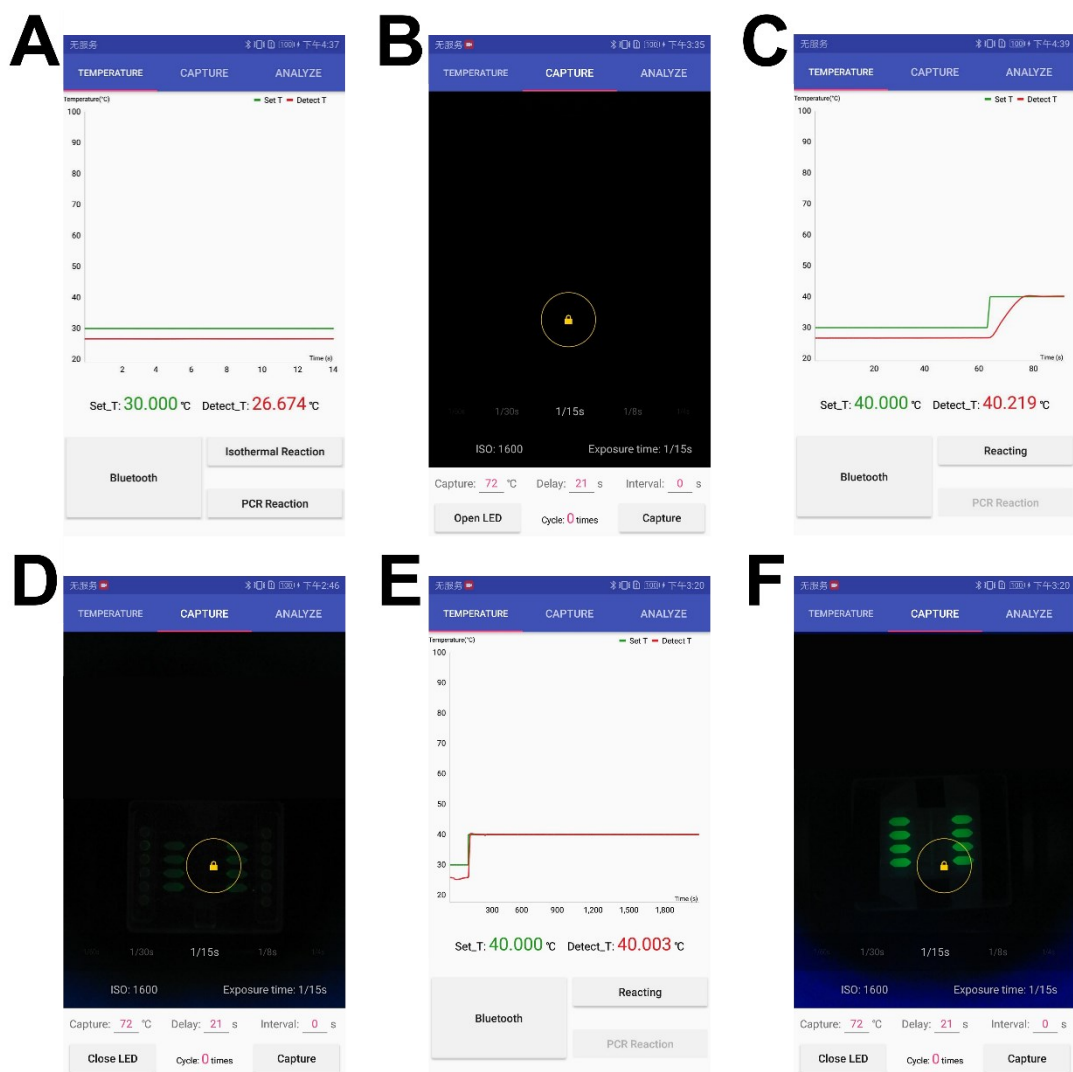 A
无服务 100 下午4:37
TEMPERATURE CAPTURE ANALYZE
Temperature(°C) Set T Detect T
100
90
80
70
60
50
40
30
20
Time (s)
2 4 6 8 10 12 14
Set_T: 30.000 ℃ Detect_T: 26.674 ℃
Bluetooth
Isothermal Reaction
PCR Reaction
B
无服务 100 下午3:35
TEMPERATURE CAPTURE ANALYZE
1/30s 1/15s 1/8s
ISO: 1600 Exposure time: 1/15s
Capture: 72 ℃ Delay: 21 s Interval: 0 s
Open LED Cycle: 0 times Capture
C
无服务 100 下午4:39
TEMPERATURE CAPTURE ANALYZE
Temperature(°C) Set T Detect T
100
90
80
70
60
50
40
30
20
Time (s)
20 40 60 80
Set_T: 40.000 ℃ Detect_T: 40.219 ℃
Bluetooth
Reacting
PCR Reaction
D
无服务 100 下午2:46
TEMPERATURE CAPTURE ANALYZE
1/30s 1/15s 1/8s
ISO: 1600 Exposure time: 1/15s
Capture: 72 ℃ Delay: 21 s Interval: 0 s
Close LED Cycle: 0 times Capture
E
无服务 100 下午3:20
TEMPERATURE CAPTURE ANALYZE
Temperature(°C) Set T Detect T
100
90
80
70
60
50
40
30
20
Time (s)
300 600 900 1,200 1,500 1,800
Set_T: 40.000 ℃ Detect_T: 40.003 ℃
Bluetooth
Reacting
PCR Reaction
F
无服务 100 下午3:20
TEMPERATURE CAPTURE ANALYZE
1/30s 1/15s 1/8s
ISO: 1600 Exposure time: 1/15s
Capture: 72 ℃ Delay: 21 s Interval: 0 s
Close LED Cycle: 0 times Capture